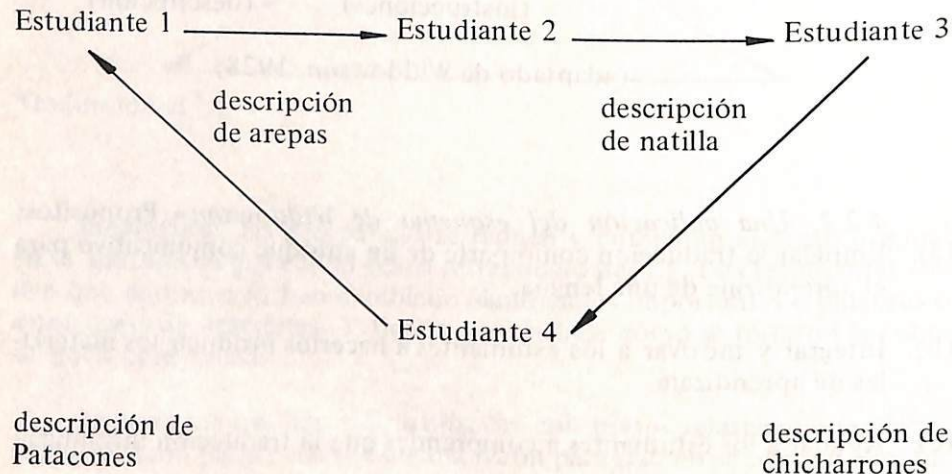 Estudiante 1
Estudiante 2
Estudiante 3
descripción
de arepas
descripción
de natilla
Estudiante 4
descripción de
Patacones
descripción de
chicharrones